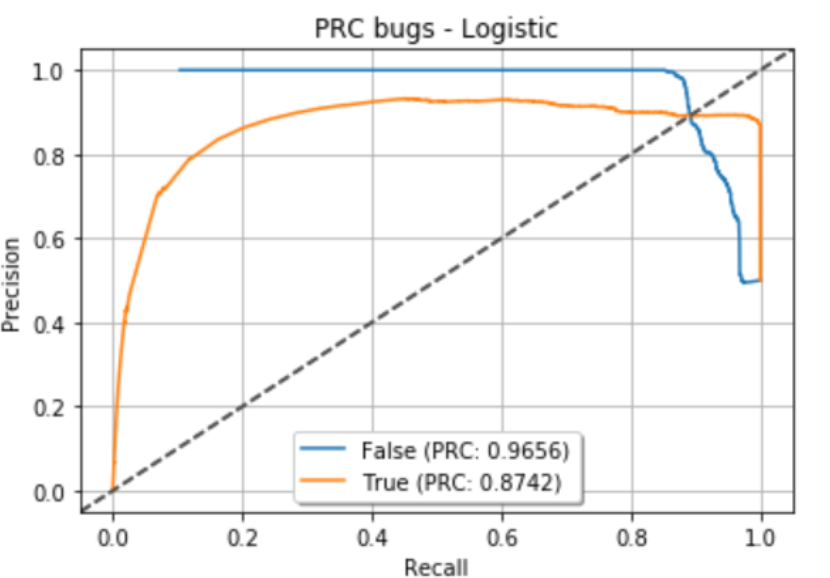 PRC bugs - Logistic
1.0
0.8
0.6
0.4
0.2
0.0
Precision
False (PRC: 0.9656)
True (PRC: 0.8742)
0.0 0.2 0.4 0.6 0.8 1.0
Recall